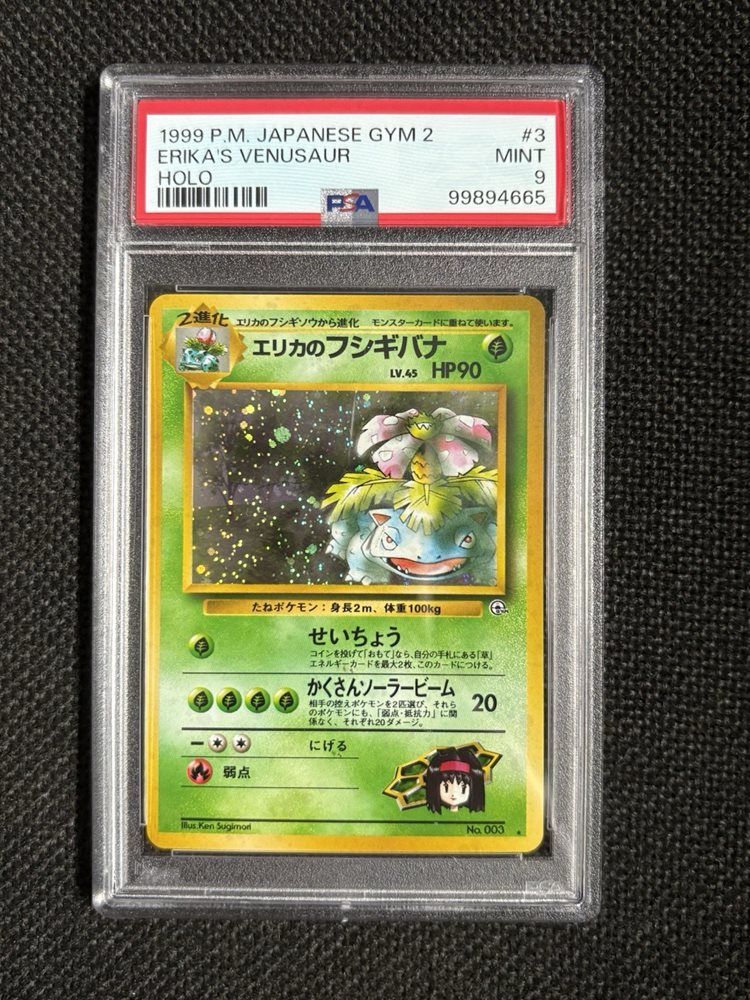 1999 P.M. JAPANESE GYM 2 #3
ERIKA'S VENUSAUR MINT
HOLO 9
PSA 99894665
2進化 エリカのフシギソウから進化 モンスターカードに重ねて使います。
エリカのフシギバナ
LV.45 HP90
たねポケモン：身長2m、体重100kg
せいちょう
コインを投げて「おもて」なら、自分の手札にある「草」
エネルギーカードを最大2枚、このカードにつける。
かくさんソーラービーム 20
相手の控えポケモンを2匹選び、それら
のポケモンにも、「弱点・抵抗力」に関
係なく、それぞれ20ダメージ。
にげる
弱点
Illus.Ken Sugimori No. 003